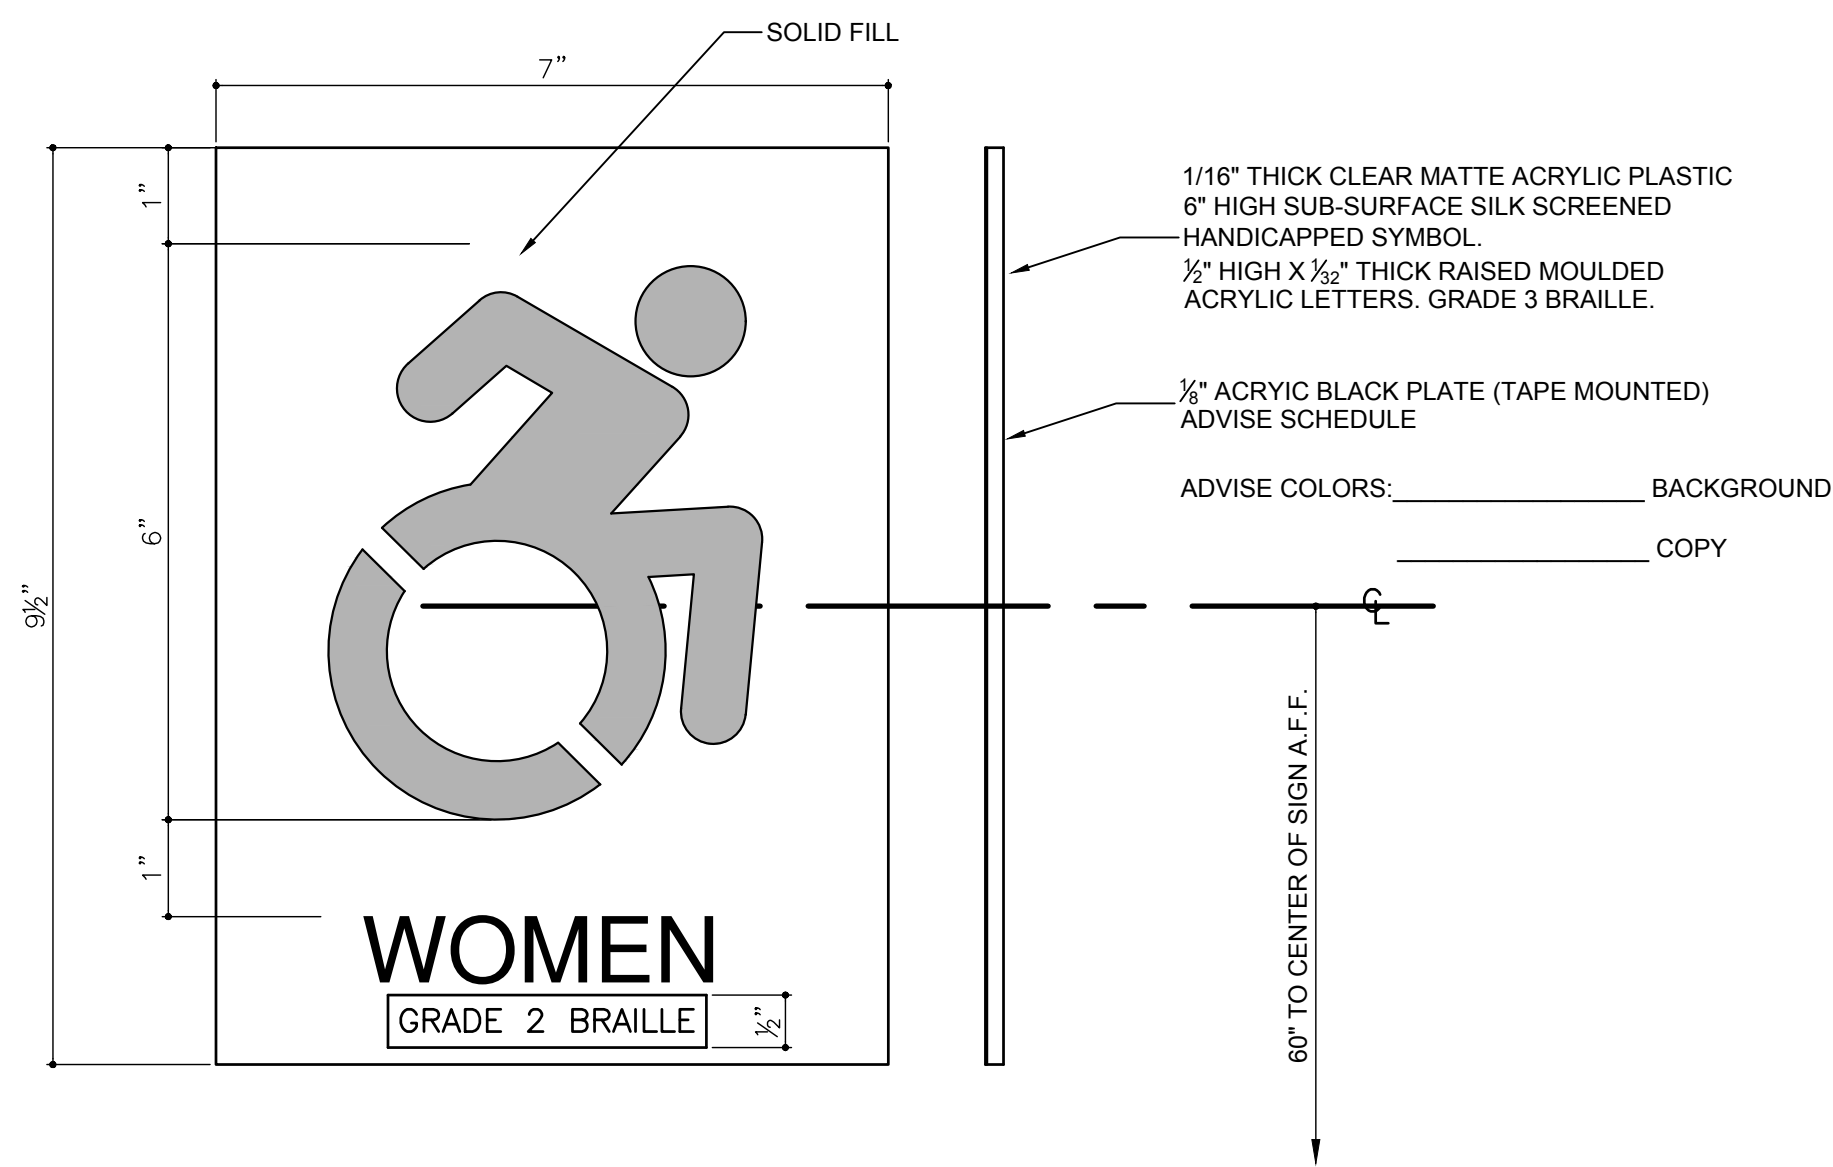 SOLID FILL
7”
1”
1/16" THICK CLEAR MATTE ACRYLIC PLASTIC
6" HIGH SUB-SURFACE SILK SCREENED
HANDICAPPED SYMBOL.
½" HIGH X 1⁄32" THICK RAISED MOULDED
ACRYLIC LETTERS. GRADE 3 BRAILLE.
⅛" ACRYIC BLACK PLATE (TAPE MOUNTED)
ADVISE SCHEDULE
ADVISE COLORS:__________________ BACKGROUND
__________________ COPY
6”
9½”
CL
60" TO CENTER OF SIGN A.F.F.
1”
WOMEN
GRADE 2 BRAILLE
½”